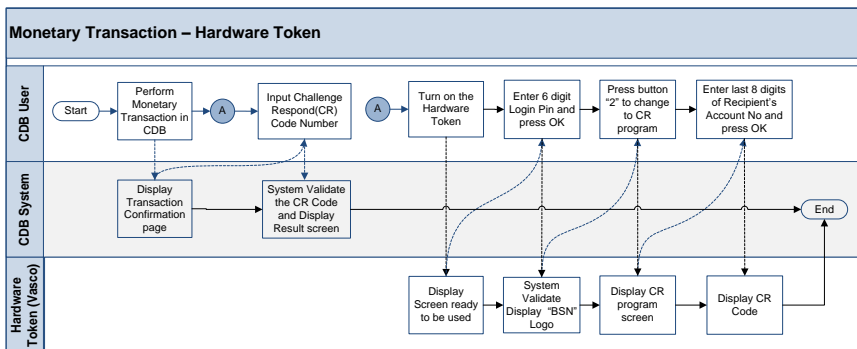 Monetary Transaction – Hardware Token
CDB User
Start
Perform
Monetary
Transaction in
CDB
A
Input Challenge
Respond(CR)
Code Number
A
Turn on the
Hardware
Token
Enter 6 digit
Login Pin and
press OK
Press button
“2” to change
to CR
program
Enter last 8 digits
of Recipient’s
Account No and
press OK
CDB System
Display
Transaction
Confirmation
page
System Validate
the CR Code
and Display
Result screen
End
Hardware
Token (Vasco)
Display
Screen ready
to be used
System
Validate
Display “BSN”
Logo
Display CR
program
screen
Display CR
Code